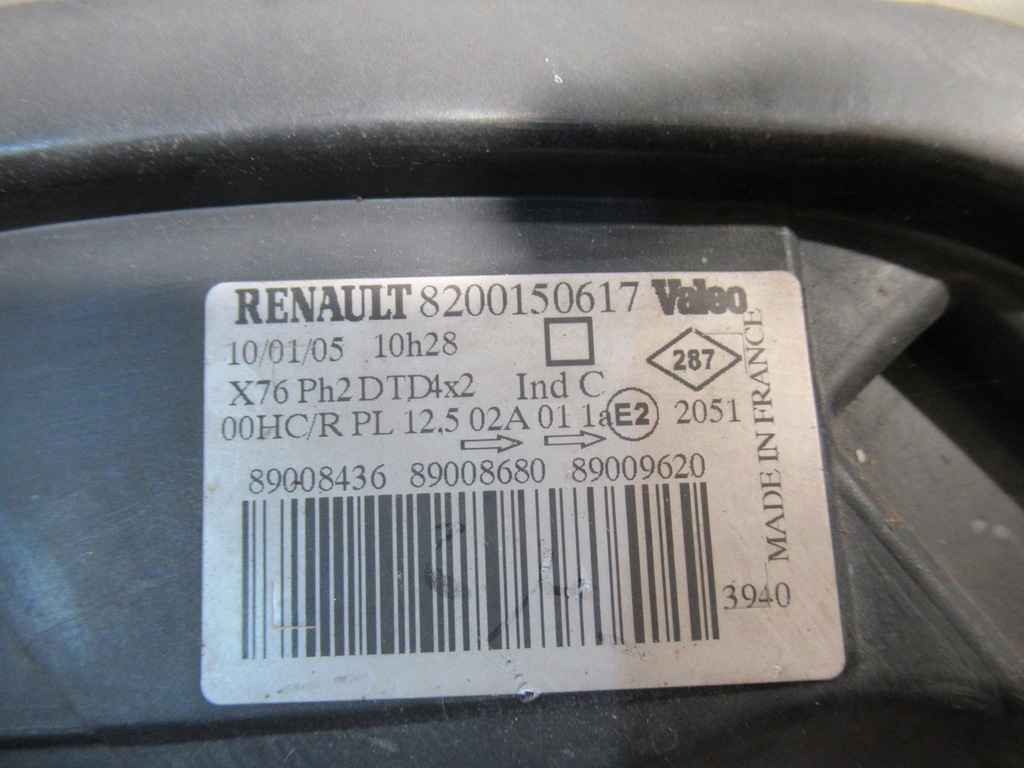 RENAULT 8200150617 Valeo
10/01/05 10h28
287
X76 Ph2 DTD4x2 Ind C
00HC/R PL 12,5 02A 01 1a E2 2051
89008436 89008680 89009620
3940
MADE IN FRANCE